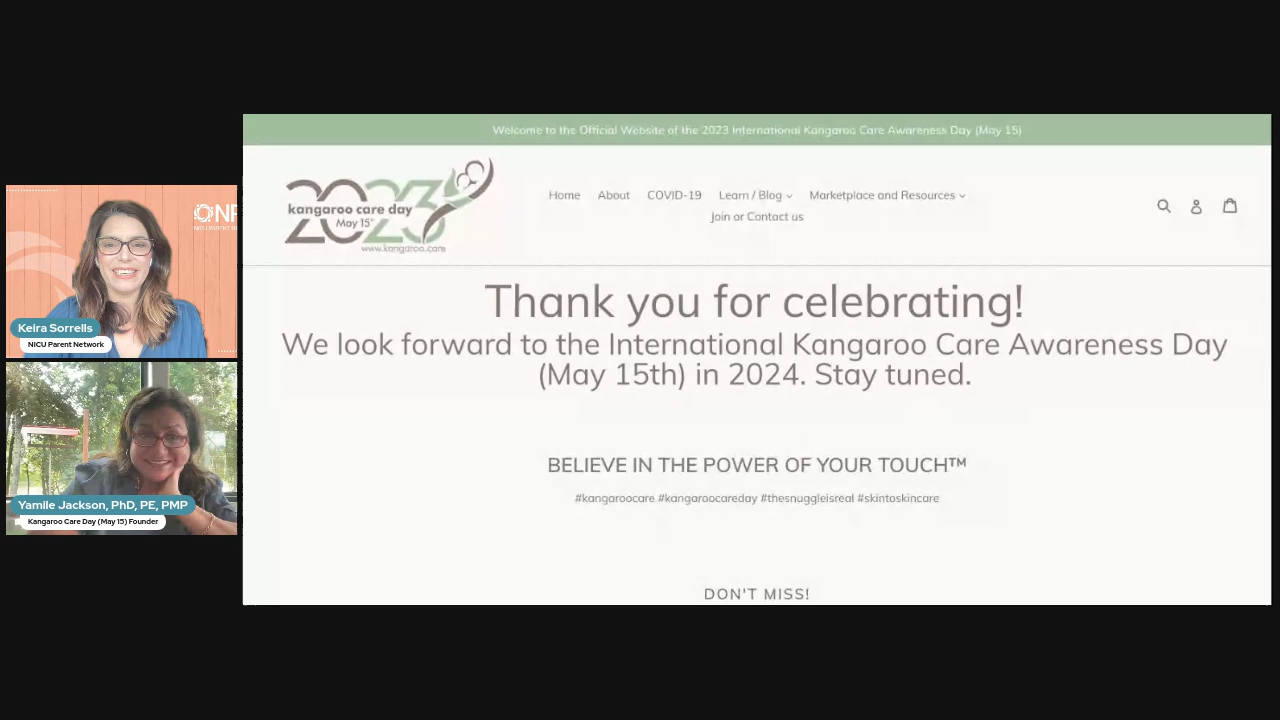 Welcome to the Official Website of the 2023 International Kangaroo Care Awareness Day (May 15)
2023
kangaroo care day
May 15th
www.kangaroo.care
Home About COVID-19 Learn / Blog Marketplace and Resources
Join or Contact us
Thank you for celebrating!
We look forward to the International Kangaroo Care Awareness Day
(May 15th) in 2024. Stay tuned.
BELIEVE IN THE POWER OF YOUR TOUCH™
#kangaroocare #kangaroocareday #thesnuggleisreal #skintoskincare
DON'T MISS!
Keira Sorrells
NICU Parent Network
Yamile Jackson, PhD, PE, PMP
Kangaroo Care Day (May 15) Founder